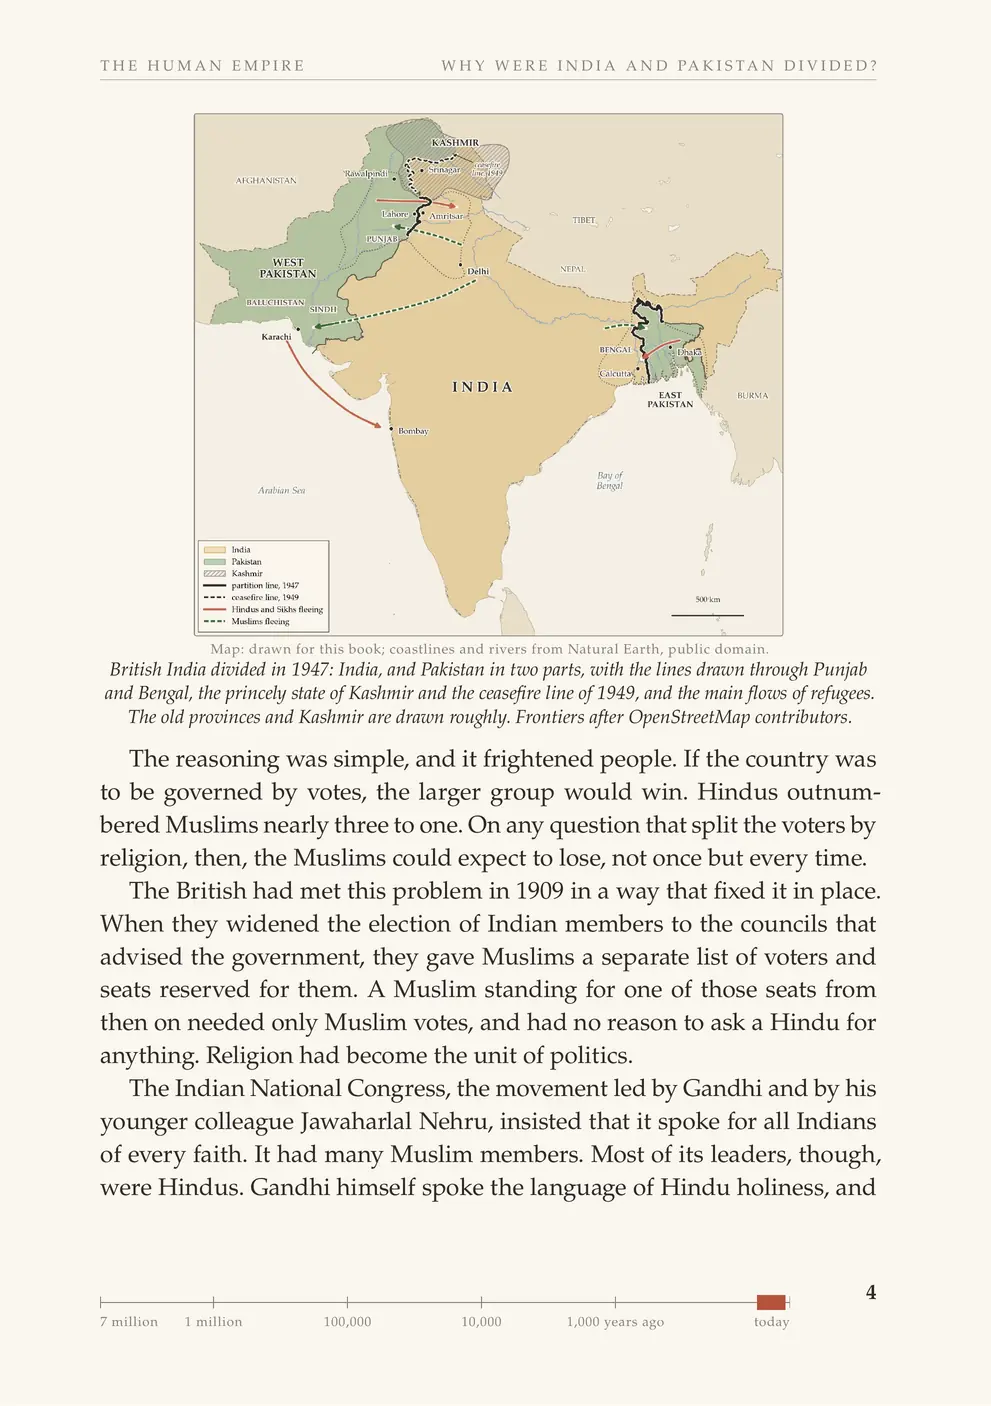 THE HUMAN EMPIRE
WHY WERE INDIA AND PAKISTAN DIVIDED?
KASHMIR
ceasefire
line, 1949
Srinagar
Rawalpindi
AFGHANISTAN
Lahore
Amritsar
TIBET
PUNJAB
WEST
PAKISTAN
Delhi
NEPAL
BALUCHISTAN
SINDH
Karachi
BENGAL
Dhaka
Calcutta
INDIA
EAST
PAKISTAN
BURMA
Bombay
Arabian Sea
Bay of
Bengal
India
Pakistan
Kashmir
partition line, 1947
ceasefire line, 1949
Hindus and Sikhs fleeing
Muslims fleeing
500 km
Map: drawn for this book; coastlines and rivers from Natural Earth, public domain.
British India divided in 1947: India, and Pakistan in two parts, with the lines drawn through Punjab
and Bengal, the princely state of Kashmir and the ceasefire line of 1949, and the main flows of refugees.
The old provinces and Kashmir are drawn roughly. Frontiers after OpenStreetMap contributors.
The reasoning was simple, and it frightened people. If the country was
to be governed by votes, the larger group would win. Hindus outnum-
bered Muslims nearly three to one. On any question that split the voters by
religion, then, the Muslims could expect to lose, not once but every time.
The British had met this problem in 1909 in a way that fixed it in place.
When they widened the election of Indian members to the councils that
advised the government, they gave Muslims a separate list of voters and
seats reserved for them. A Muslim standing for one of those seats from
then on needed only Muslim votes, and had no reason to ask a Hindu for
anything. Religion had become the unit of politics.
The Indian National Congress, the movement led by Gandhi and by his
younger colleague Jawaharlal Nehru, insisted that it spoke for all Indians
of every faith. It had many Muslim members. Most of its leaders, though,
were Hindus. Gandhi himself spoke the language of Hindu holiness, and
4
7 million
1 million
100,000
10,000
1,000 years ago
today